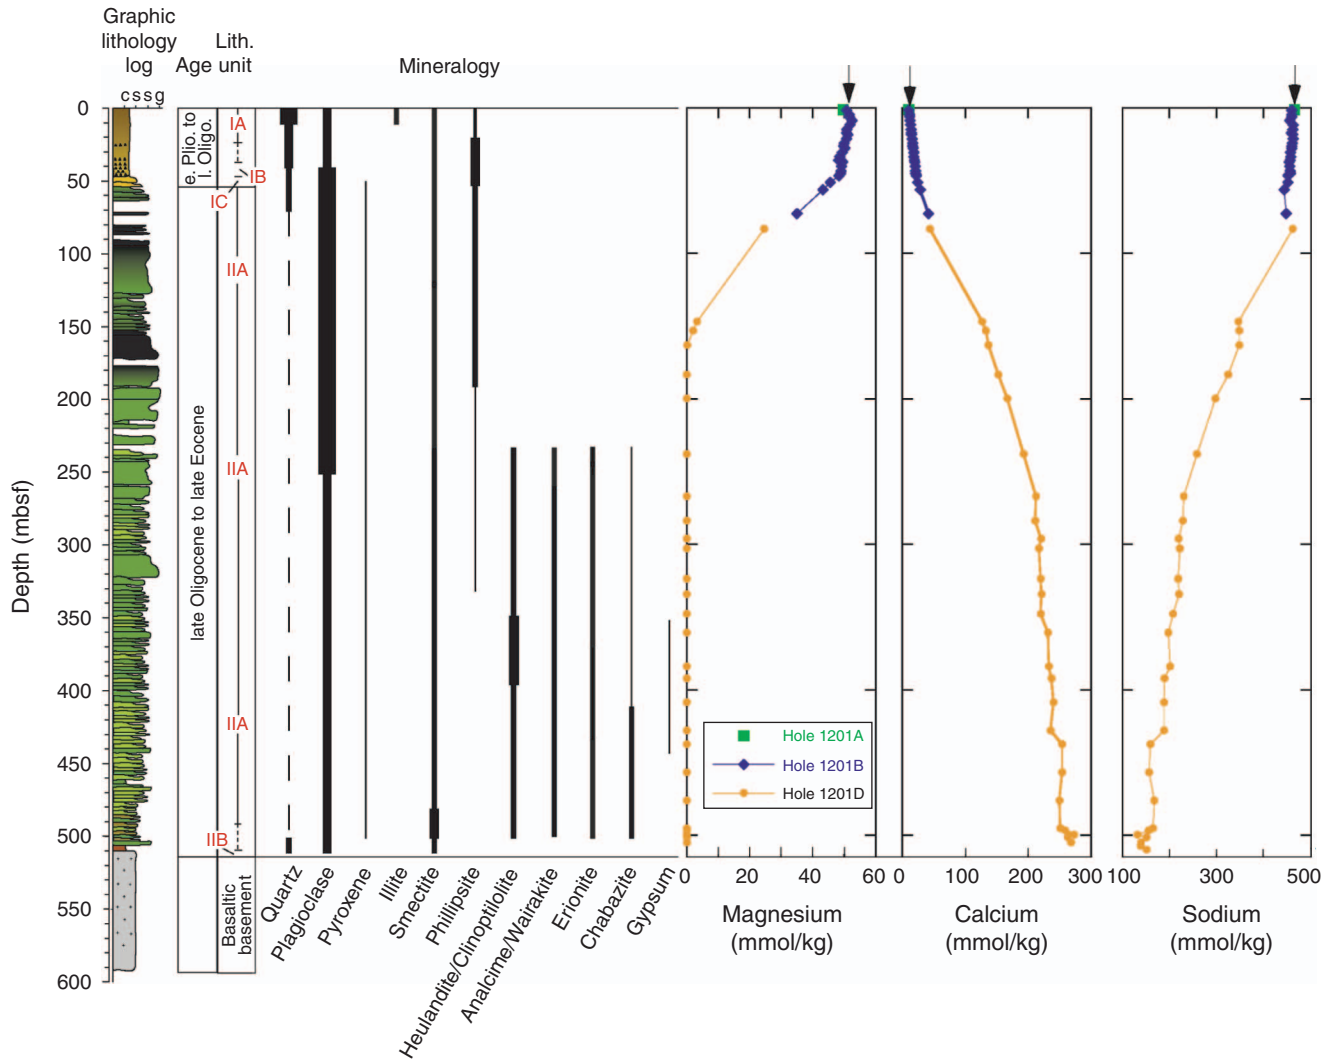 Graphic
lithology
log
Age
Lith.
unit
Mineralogy
c s s g
Depth (mbsf)
0
50
100
150
200
250
300
350
400
450
500
550
600
e. Plio. to
l. Oligo.
late Oligocene to late Eocene
IA
IB
IC
IIA
IIA
IIA
IIB
Basaltic
basement
Quartz
Plagioclase
Pyroxene
Illite
Smectite
Phillipsite
Heulandite/Clinoptilolite
Analcime/Wairakite
Erionite
Chabazite
Gypsum
Hole 1201A
Hole 1201B
Hole 1201D
0 20 40 60
Magnesium
(mmol/kg)
0 100 200 300
Calcium
(mmol/kg)
100 300 500
Sodium
(mmol/kg)